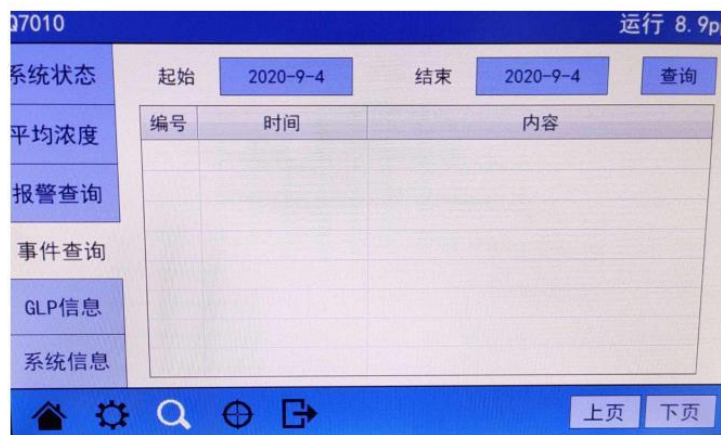 Q7010 运行 8.9p
系统状态
起始 2020-9-4 结束 2020-9-4 查询
编号 时间 内容
平均浓度
报警查询
事件查询
GLP信息
系统信息
上页 下页